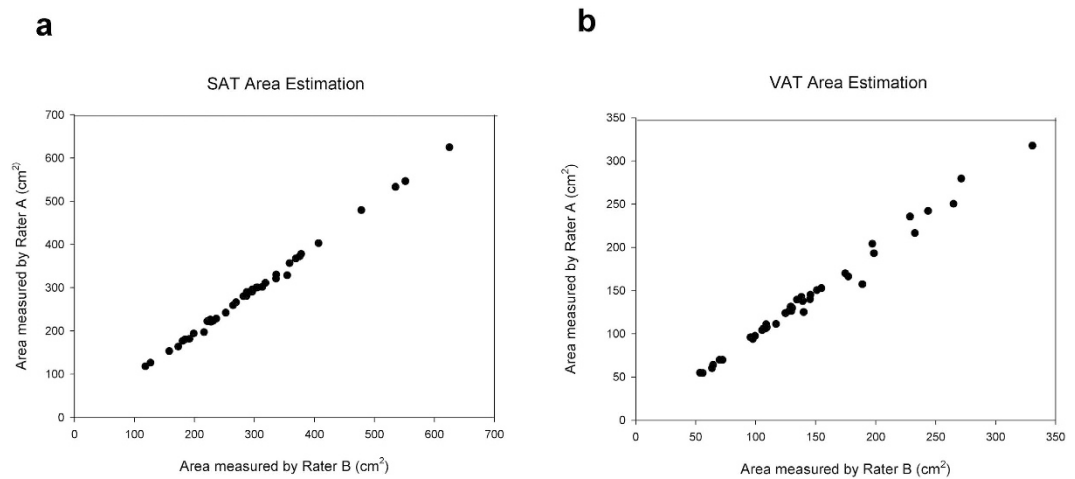 a
SAT Area Estimation
700
600
500
400
300
200
100
0
Area measured by Rater A (cm²)
0 100 200 300 400 500 600 700
Area measured by Rater B (cm²)
b
VAT Area Estimation
350
300
250
200
150
100
50
0
Area measured by Rater A (cm²)
0 50 100 150 200 250 300 350
Area measured by Rater B (cm²)